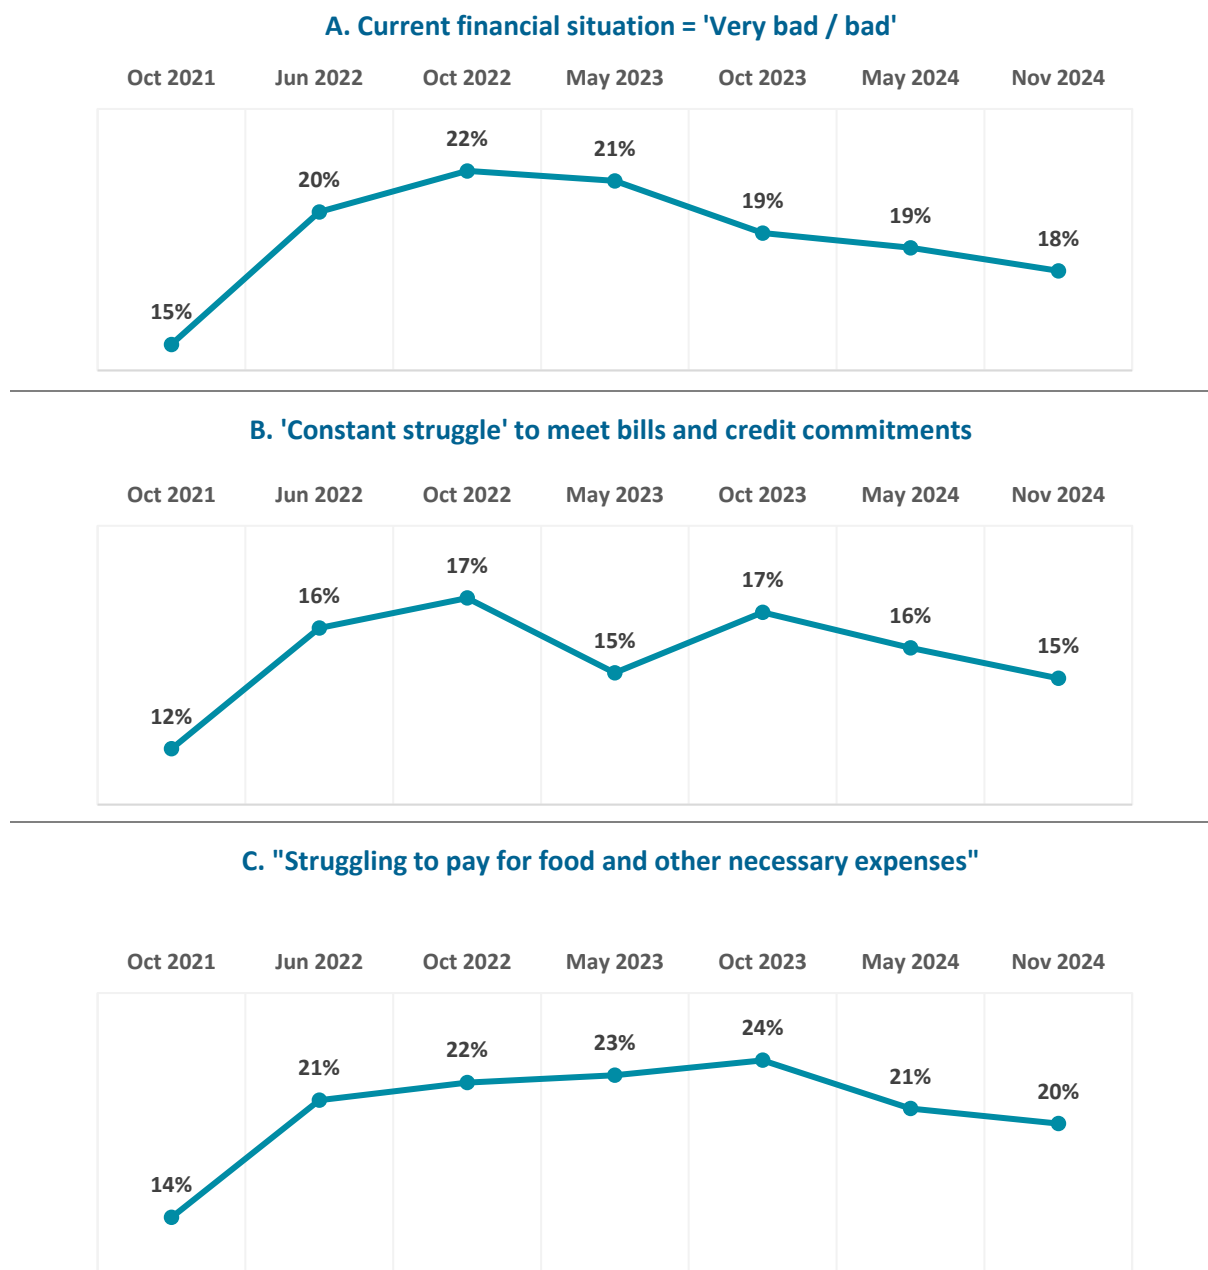 A. Current financial situation = 'Very bad / bad'
Oct 2021 Jun 2022 Oct 2022 May 2023 Oct 2023 May 2024 Nov 2024
15% 20% 22% 21% 19% 19% 18%
B. 'Constant struggle' to meet bills and credit commitments
Oct 2021 Jun 2022 Oct 2022 May 2023 Oct 2023 May 2024 Nov 2024
12% 16% 17% 15% 17% 16% 15%
C. "Struggling to pay for food and other necessary expenses"
Oct 2021 Jun 2022 Oct 2022 May 2023 Oct 2023 May 2024 Nov 2024
14% 21% 22% 23% 24% 21% 20%